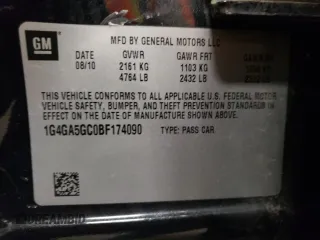 GM
MFD BY GENERAL MOTORS LLC
DATE GVWR GAWR FRT GAWR
08/10 2161 KG 1103 KG KG
4764 LB 2432 LB
THIS VEHICLE CONFORMS TO ALL APPLICABLE U.S. FEDERAL MOTOR
VEHICLE SAFETY, BUMPER, AND THEFT PREVENTION STANDARDS
IN EFFECT ON THE DATE OF MANUFACTURE SHOWN ABOVE.
1G4GA5GC0BF174090 TYPE: PASS CAR